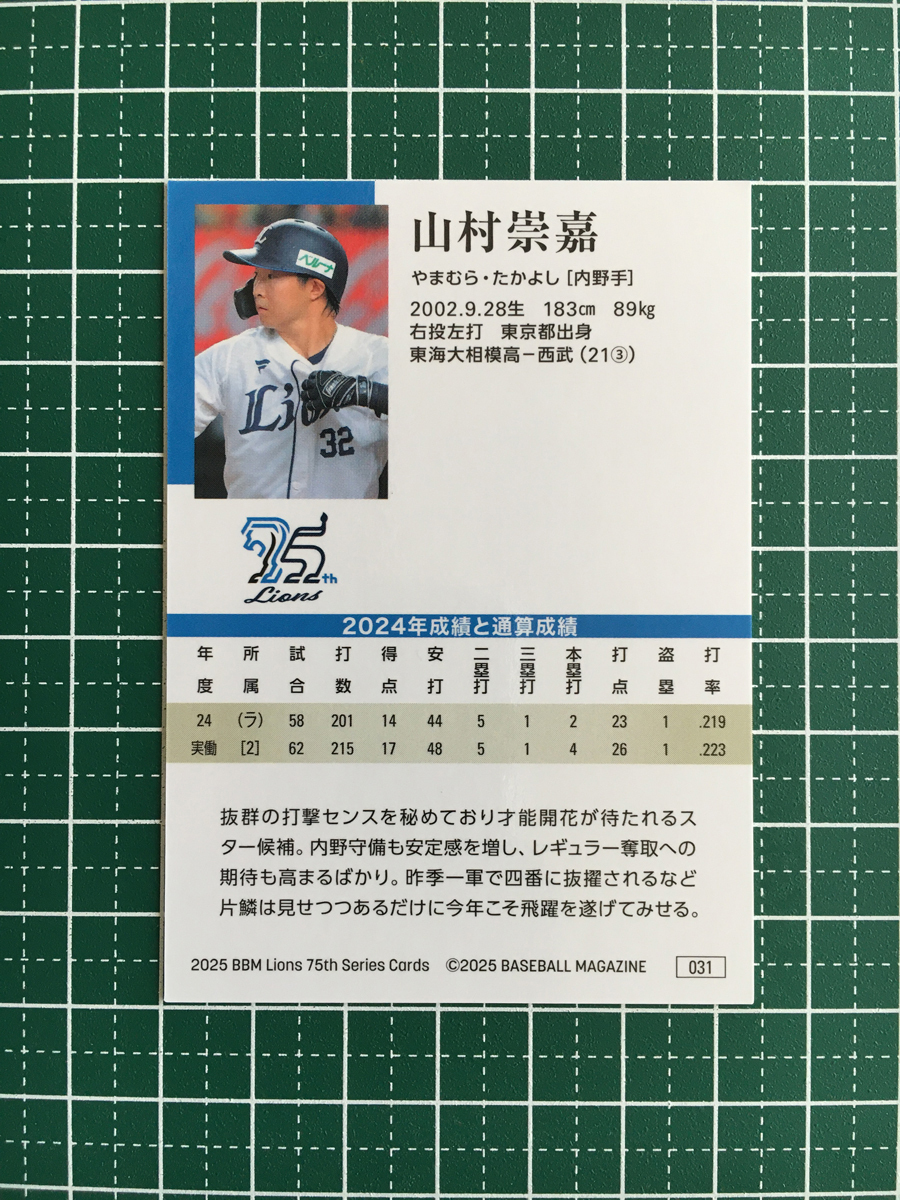 山村崇嘉
やまむら・たかよし [内野手]
2002.9.28生 183㎝ 89㎏
右投左打 東京都出身
東海大相模高－西武 (21③)
ベルーナ
L
Lio
32
75th
Lions
2024年成績と通算成績
年度 所属 試合 打数 得点 安打 二塁打 三塁打 本塁打 打点 盗塁 打率
24 (ラ) 58 201 14 44 5 1 2 23 1 .219
実働 [2] 62 215 17 48 5 1 4 26 1 .223
抜群の打撃センスを秘めており才能開花が待たれるス
ター候補。内野守備も安定感を増し、レギュラー奪取への
期待も高まるばかり。昨季一軍で四番に抜擢されるなど
片鱗は見せつつあるだけに今年こそ飛躍を遂げてみせる。
2025 BBM Lions 75th Series Cards ©2025 BASEBALL MAGAZINE 031